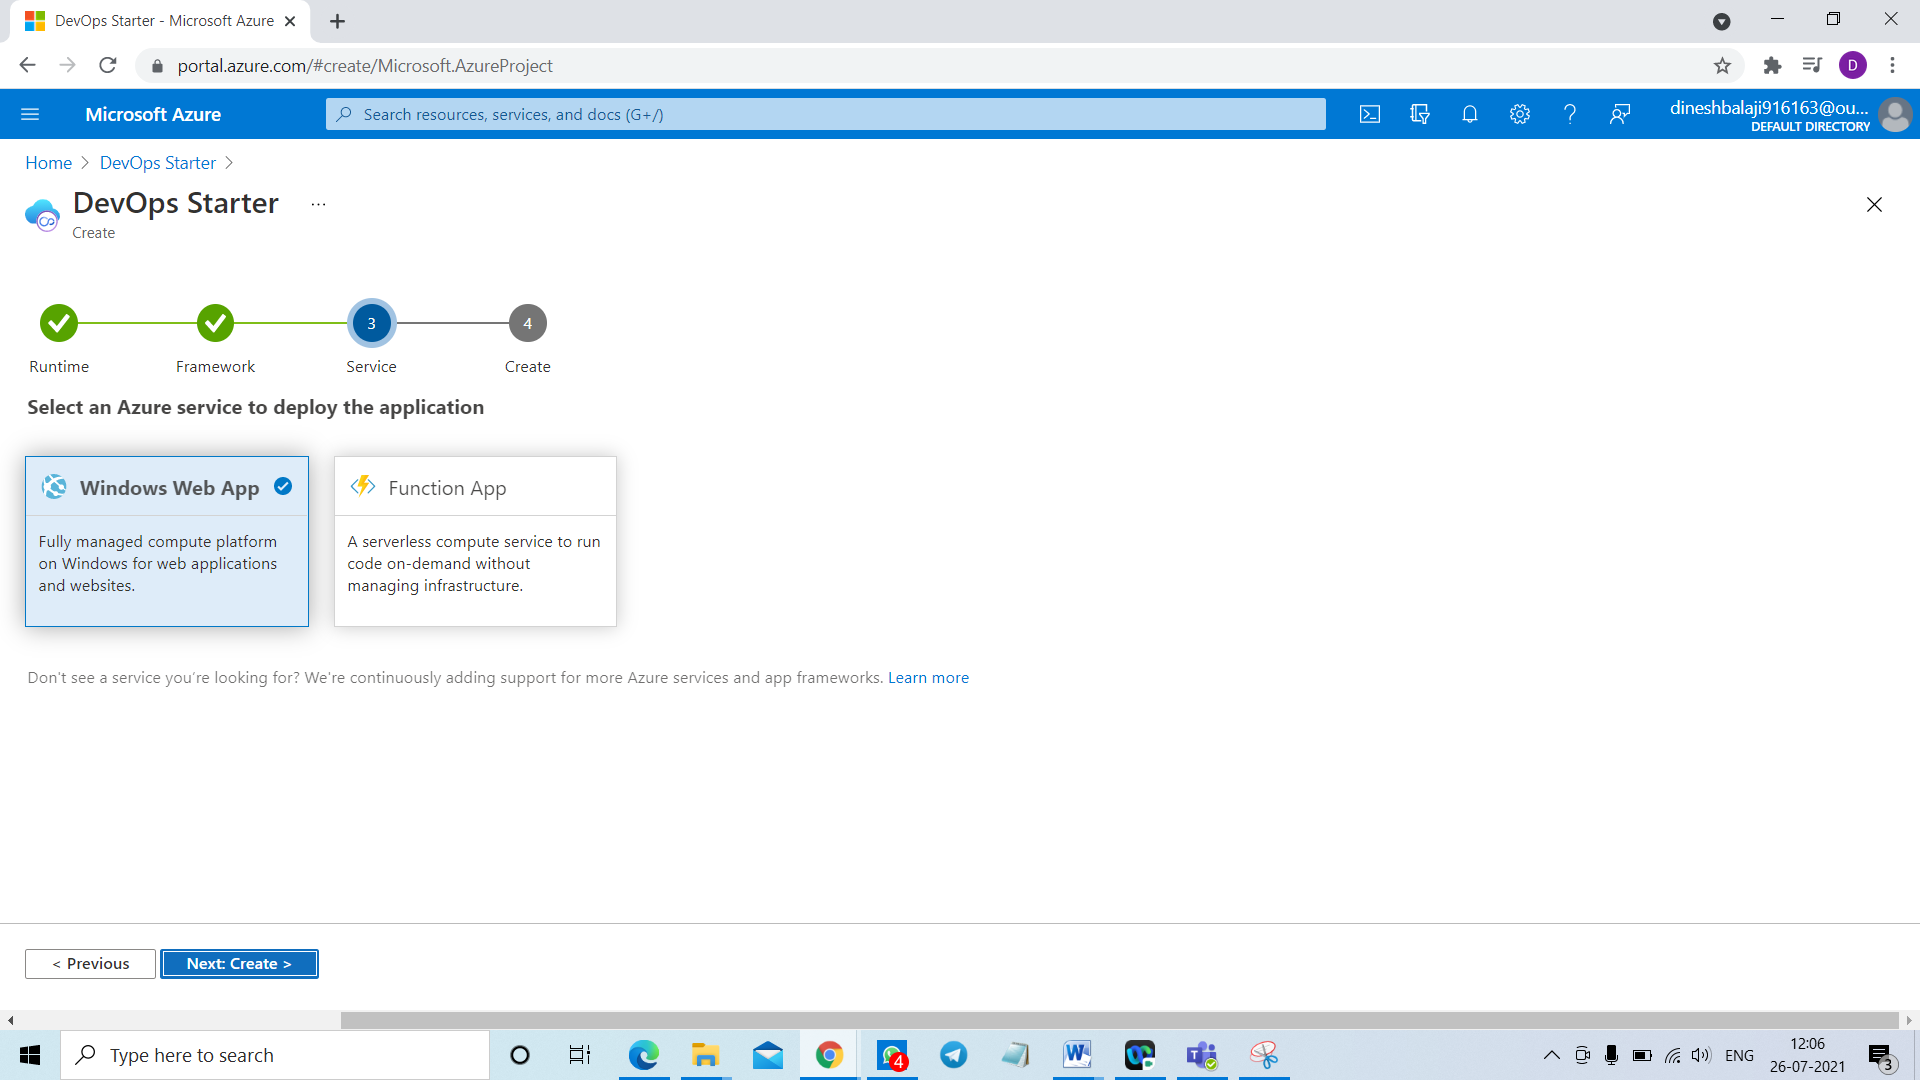 DevOps Starter - Microsoft Azure
portal.azure.com/#create/Microsoft.AzureProject
D
Microsoft Azure
Search resources, services, and docs (G+/)
dineshbalaji916163@ou...
DEFAULT DIRECTORY
Home > DevOps Starter >
DevOps Starter ...
Create
3
4
Runtime
Framework
Service
Create
Select an Azure service to deploy the application
Windows Web App
Fully managed compute platform
on Windows for web applications
and websites.
Function App
A serverless compute service to run
code on-demand without
managing infrastructure.
Don't see a service you're looking for? We're continuously adding support for more Azure services and app frameworks. Learn more
< Previous
Next: Create >
Type here to search
4
ENG
12:06
26-07-2021
3